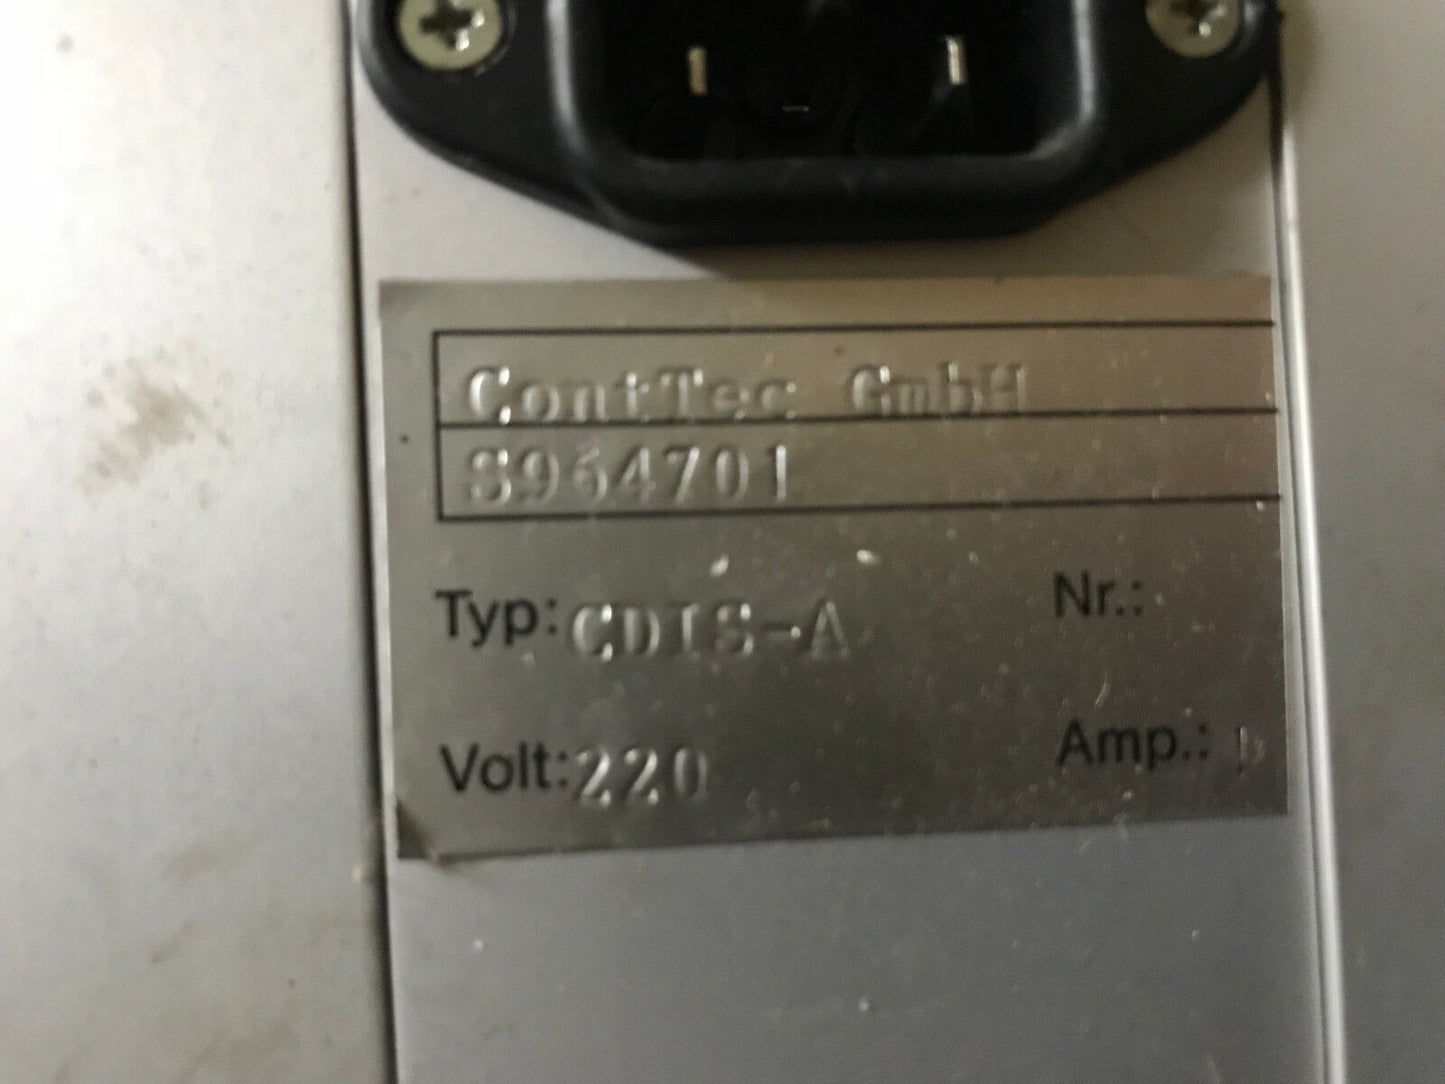 ContTec GmbH
S964701
Typ: CDIS-A Nr.:
Volt: 220 Amp.: